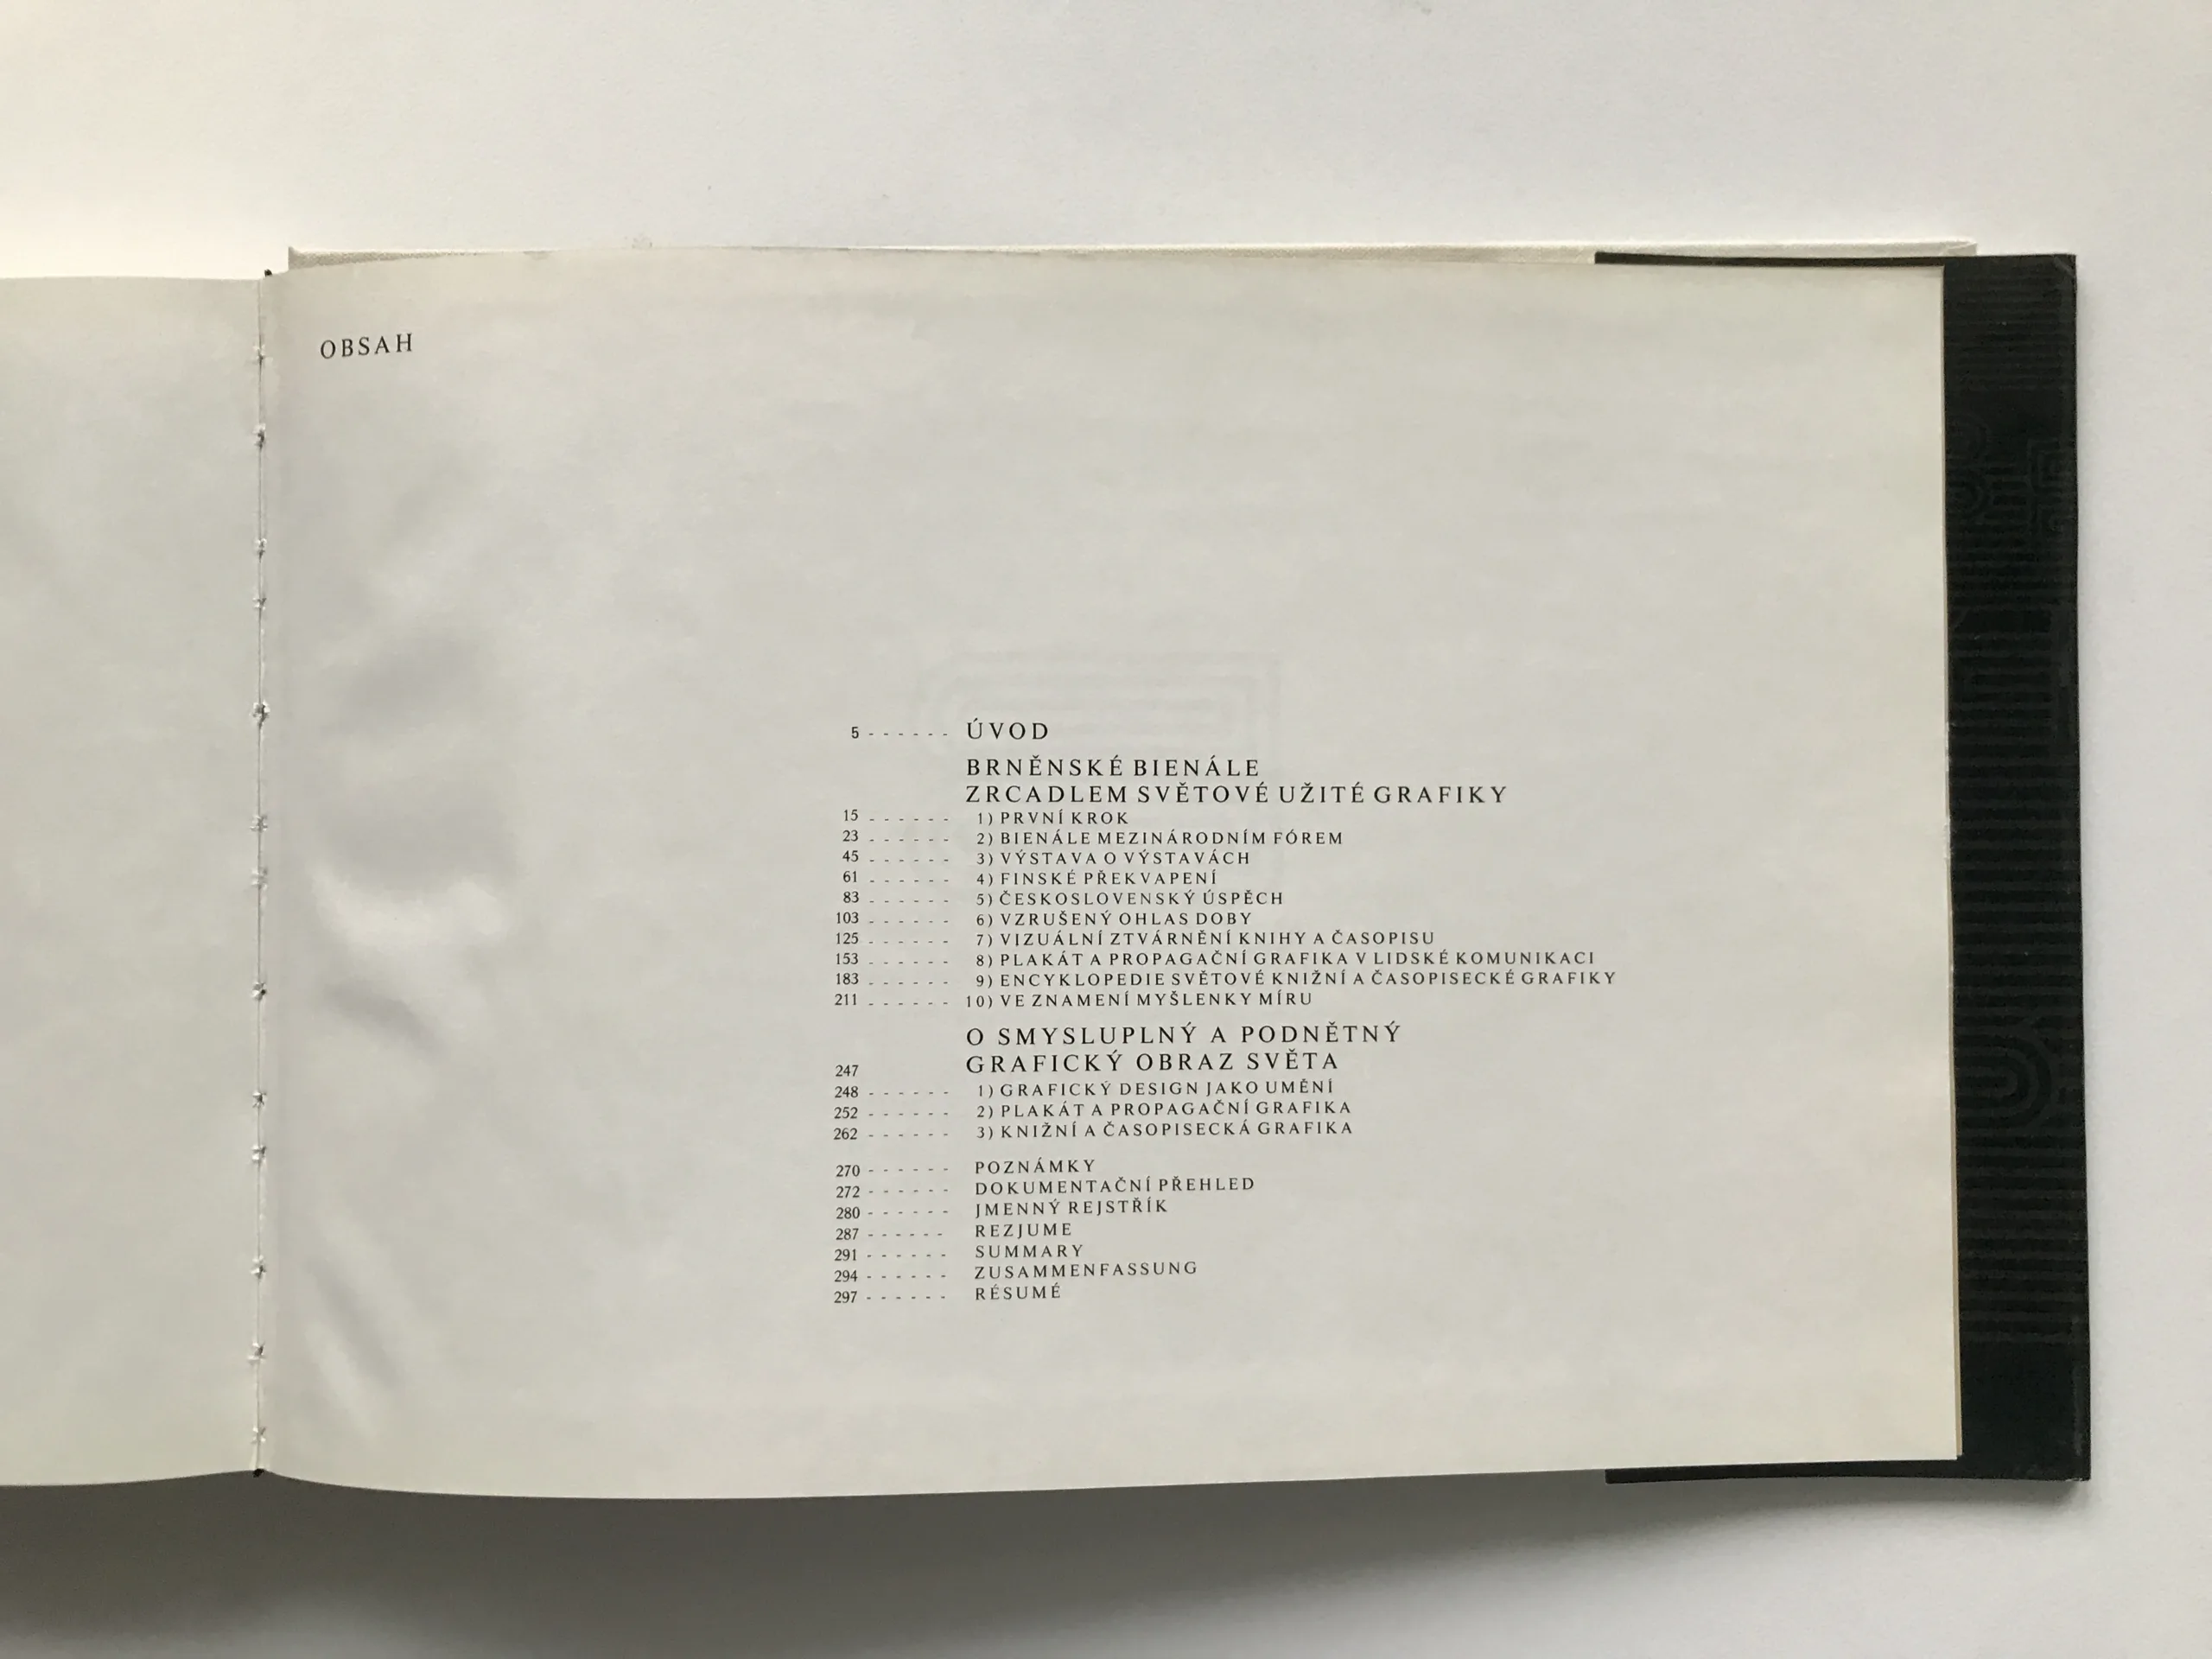 OBSAH
5 - - - - - - ÚVOD
BRNĚNSKÉ BIENÁLE
ZRCADLEM SVĚTOVÉ UŽITÉ GRAFIKY
15 - - - - - - 1) PRVNÍ KROK
23 - - - - - - 2) BIENÁLE MEZINÁRODNÍM FÓREM
45 - - - - - - 3) VÝSTAVA O VÝSTAVÁCH
61 - - - - - - 4) FINSKÉ PŘEKVAPENÍ
83 - - - - - - 5) ČESKOSLOVENSKÝ ÚSPĚCH
103 - - - - - - 6) VZRUŠENÝ OHLAS DOBY
125 - - - - - - 7) VIZUÁLNÍ ZTVÁRNĚNÍ KNIHY A ČASOPISU
153 - - - - - - 8) PLAKÁT A PROPAGAČNÍ GRAFIKA V LIDSKÉ KOMUNIKACI
183 - - - - - - 9) ENCYKLOPEDIE SVĚTOVÉ KNIŽNÍ A ČASOPISECKÉ GRAFIKY
211 - - - - - - 10) VE ZNAMENÍ MYŠLENKY MÍRU
O SMYSLUPLNÝ A PODNĚTNÝ
247 GRAFICKÝ OBRAZ SVĚTA
248 - - - - - - 1) GRAFICKÝ DESIGN JAKO UMĚNÍ
252 - - - - - - 2) PLAKÁT A PROPAGAČNÍ GRAFIKA
262 - - - - - - 3) KNIŽNÍ A ČASOPISECKÁ GRAFIKA
270 - - - - - - POZNÁMKY
272 - - - - - - DOKUMENTAČNÍ PŘEHLED
280 - - - - - - JMENNÝ REJSTŘÍK
287 - - - - - - REZJUME
291 - - - - - - SUMMARY
294 - - - - - - ZUSAMMENFASSUNG
297 - - - - - - RÉSUMÉ